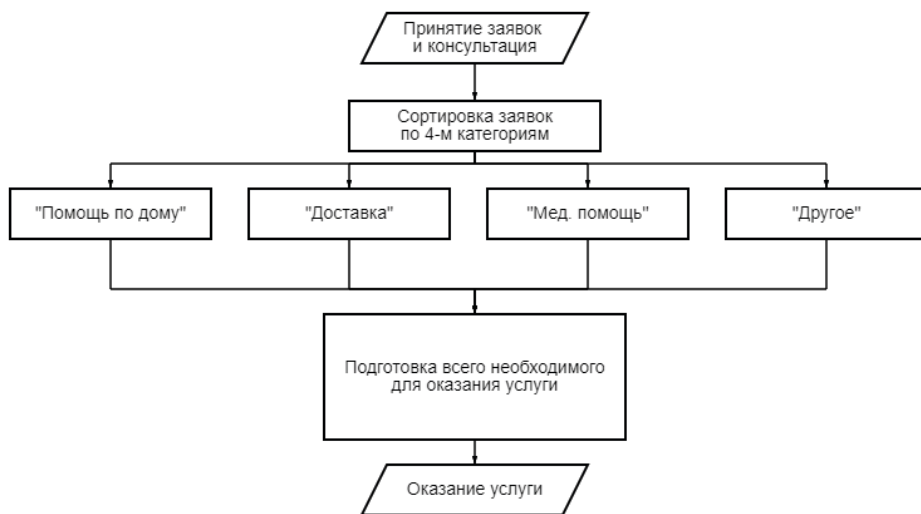 Принятие заявок
и консультация
Сортировка заявок
по 4-м категориям
"Помощь по дому"
"Доставка"
"Мед. помощь"
"Другое"
Подготовка всего необходимого
для оказания услуги
Оказание услуги